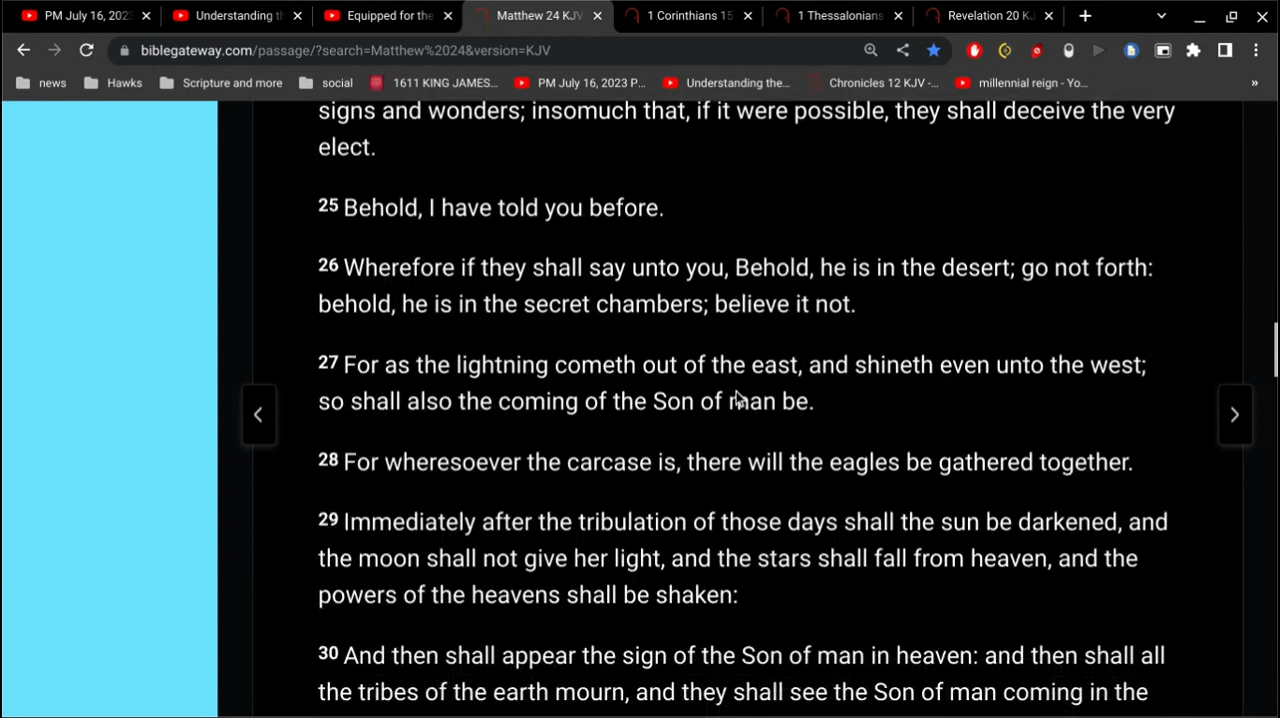 PM July 16, 2023
Understanding th
Equipped for the
Matthew 24 KJV
1 Corinthians 15
1 Thessalonians
Revelation 20 KJ
biblegateway.com/passage/?search=Matthew%2024&version=KJV
news
Hawks
Scripture and more
social
1611 KING JAMES...
PM July 16, 2023 P...
Understanding the...
Chronicles 12 KJV -...
millennial reign - Yo...
»
signs and wonders; insomuch that, if it were possible, they shall deceive the very
elect.
25 Behold, I have told you before.
26 Wherefore if they shall say unto you, Behold, he is in the desert; go not forth:
behold, he is in the secret chambers; believe it not.
27 For as the lightning cometh out of the east, and shineth even unto the west;
so shall also the coming of the Son of man be.
28 For wheresoever the carcase is, there will the eagles be gathered together.
29 Immediately after the tribulation of those days shall the sun be darkened, and
the moon shall not give her light, and the stars shall fall from heaven, and the
powers of the heavens shall be shaken:
30 And then shall appear the sign of the Son of man in heaven: and then shall all
the tribes of the earth mourn, and they shall see the Son of man coming in the